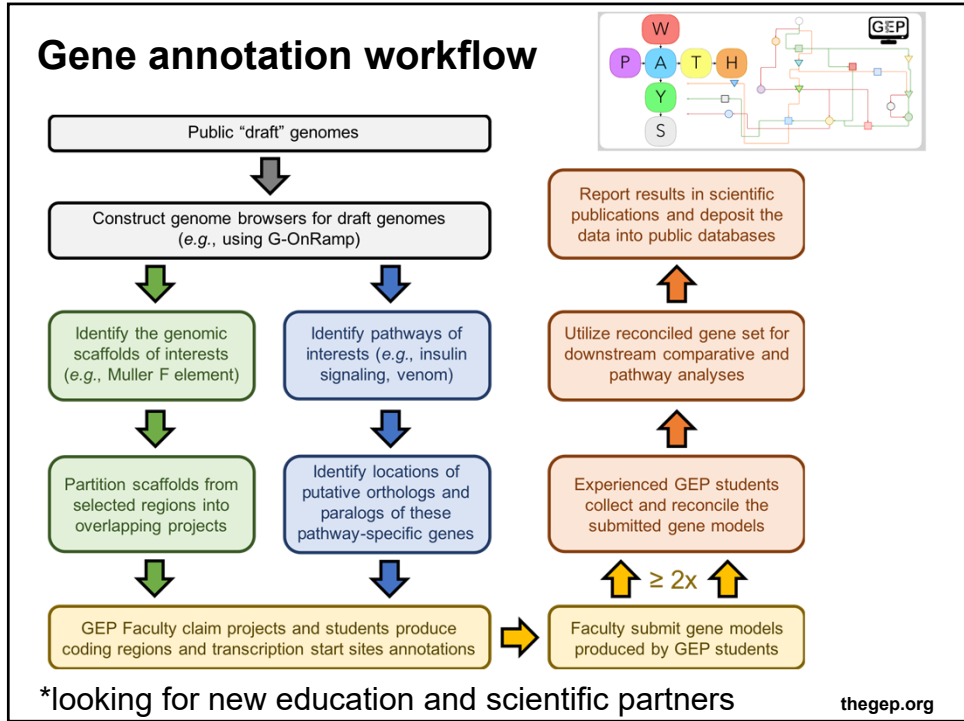 Gene annotation workflow
W
P A T H
Y
S
GEP
Public “draft” genomes
Construct genome browsers for draft genomes
(e.g., using G-OnRamp)
Identify the genomic
scaffolds of interests
(e.g., Muller F element)
Partition scaffolds from
selected regions into
overlapping projects
Identify pathways of
interests (e.g., insulin
signaling, venom)
Identify locations of
putative orthologs and
paralogs of these
pathway-specific genes
GEP Faculty claim projects and students produce
coding regions and transcription start sites annotations
Faculty submit gene models
produced by GEP students
≥ 2x
Experienced GEP students
collect and reconcile the
submitted gene models
Utilize reconciled gene set for
downstream comparative and
pathway analyses
Report results in scientific
publications and deposit the
data into public databases
*looking for new education and scientific partners
thegep.org